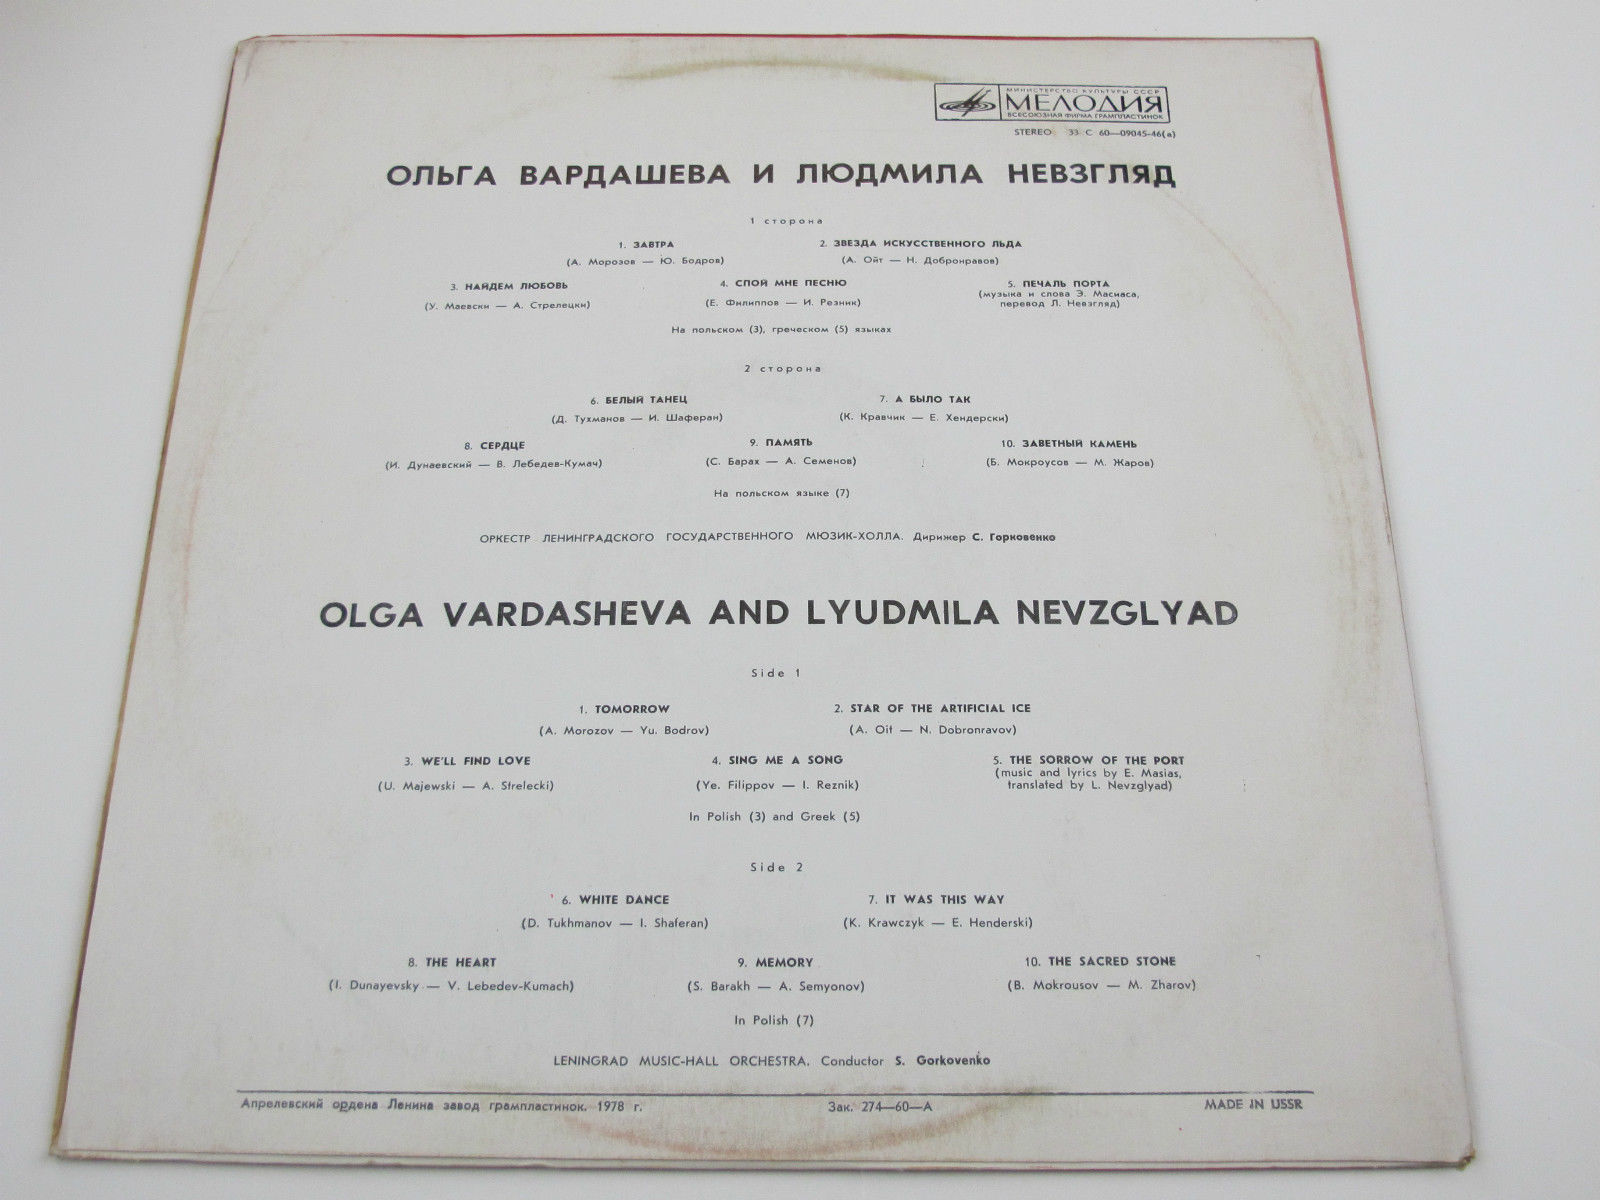 МИНИСТЕРСТВО КУЛЬТУРЫ СССР
МЕЛОДИЯ
ВСЕСОЮЗНАЯ ФИРМА ГРАМПЛАСТИНОК
STEREO 33 С 60—09045-46(а)
ОЛЬГА ВАРДАШЕВА И ЛЮДМИЛА НЕВЗГЛЯД
1 сторона
1. ЗАВТРА 2. ЗВЕЗДА ИСКУССТВЕННОГО ЛЬДА
(А. Морозов — Ю. Бодров) (А. Ойт — Н. Добронравов)
3. НАЙДЕМ ЛЮБОВЬ 4. СПОЙ МНЕ ПЕСНЮ 5. ПЕЧАЛЬ ПОРТА
(У. Маевски — А. Стрелецки) (Е. Филиппов — И. Резник) (музыка и слова Э. Масиаса,
перевод Л. Невзгляд)
На польском (3), греческом (5) языках
2 сторона
6. БЕЛЫЙ ТАНЕЦ 7. А БЫЛО ТАК
(Д. Тухманов — И. Шаферан) (К. Кравчик — Е. Хендерски)
8. СЕРДЦЕ 9. ПАМЯТЬ 10. ЗАВЕТНЫЙ КАМЕНЬ
(И. Дунаевский — В. Лебедев-Кумач) (С. Барах — А. Семенов) (Б. Мокроусов — М. Жаров)
На польском языке (7)
ОРКЕСТР ЛЕНИНГРАДСКОГО ГОСУДАРСТВЕННОГО МЮЗИК-ХОЛЛА. Дирижер С. Горковенко
OLGA VARDASHEVA AND LYUDMILA NEVZGLYAD
Side 1
1. TOMORROW 2. STAR OF THE ARTIFICIAL ICE
(A. Morozov — Yu. Bodrov) (A. Oit — N. Dobronravov)
3. WE'LL FIND LOVE 4. SING ME A SONG 5. THE SORROW OF THE PORT
(U. Majewski — A. Strelecki) (Ye. Filippov — I. Reznik) (music and lyrics by E. Masias,
translated by L. Nevzglyad)
In Polish (3) and Greek (5)
Side 2
6. WHITE DANCE 7. IT WAS THIS WAY
(D. Tukhmanov — I. Shaferan) (K. Krawczyk — E. Henderski)
8. THE HEART 9. MEMORY 10. THE SACRED STONE
(I. Dunayevsky — V. Lebedev-Kumach) (S. Barakh — A. Semyonov) (B. Mokrousov — M. Zharov)
In Polish (7)
LENINGRAD MUSIC-HALL ORCHESTRA. Conductor S. Gorkovenko
Апрелевский ордена Ленина завод грампластинок. 1978 г. Зак. 274—60—А MADE IN USSR